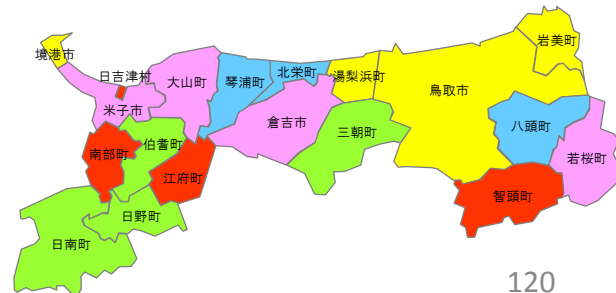 境港市
日吉津村
米子市
大山町
琴浦町
北栄町
湯梨浜町
鳥取市
岩美町
南部町
伯耆町
江府町
倉吉市
三朝町
八頭町
若桜町
智頭町
日南町
日野町
120